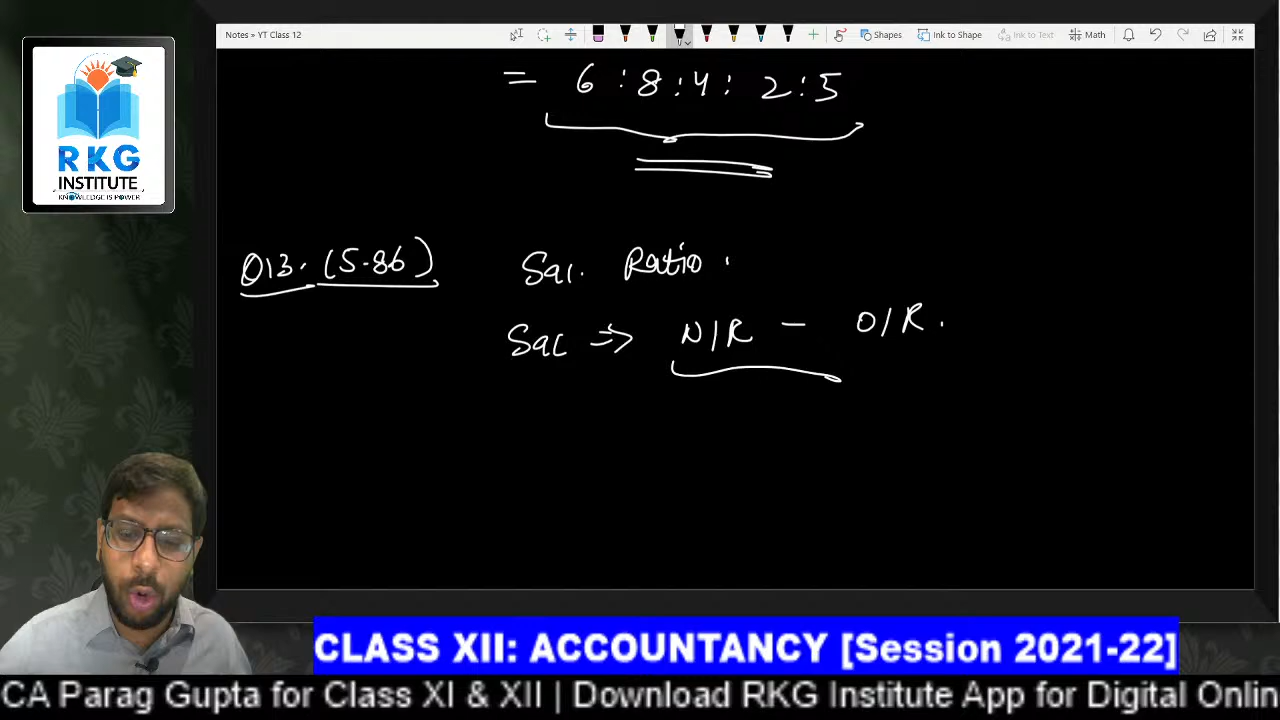 Notes » YT Class 12
Shapes
Ink to Shape
Ink to Text
Math
= 6 : 8 : 4 : 2 : 5
RKG
INSTITUTE
KNOWLEDGE IS POWER
Q13. (5.86) Sac. Ratio.
Sac ⇒ N/R - O/R.
CLASS XII: ACCOUNTANCY [Session 2021-22]
CA Parag Gupta for Class XI & XII | Download RKG Institute App for Digital Onlin